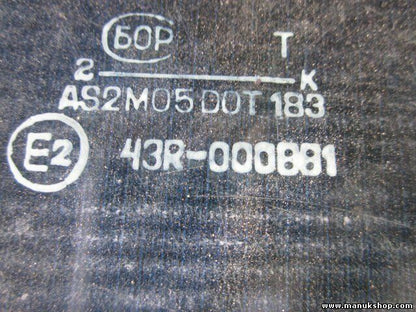 БОР T
2 K
AS2M05 DOT 183
E2 43R-000881
www.manukshop.com